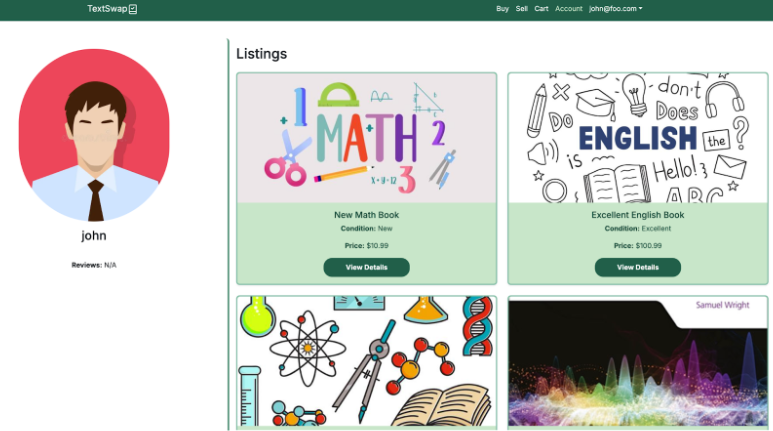 TextSwap
Buy Sell Cart Account john@foo.com
john
Reviews: N/A
Listings
+1
MATH
+
2
x + y = 12
3
New Math Book
Condition: New
Price: $10.99
View Details
don't
Do
Does
ENGLISH
the
?
is
Hello!
ABC
Excellent English Book
Condition: Excellent
Price: $100.99
View Details
Samuel Wright